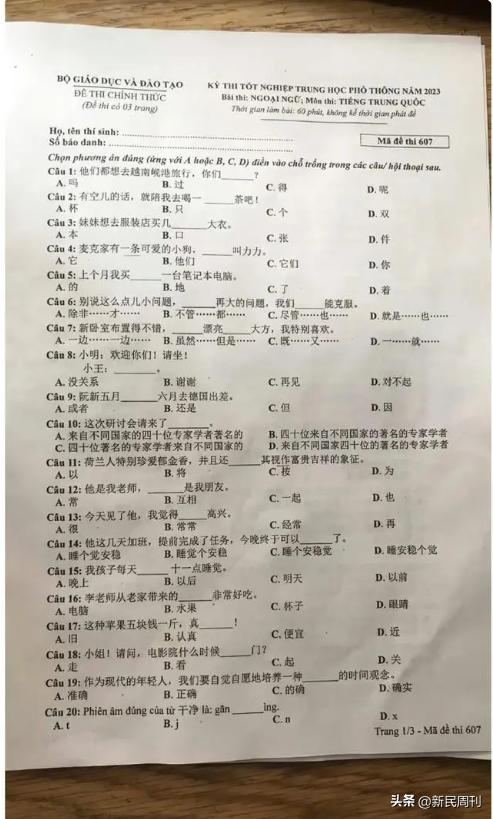 BỘ GIÁO DỤC VÀ ĐÀO TẠO
ĐỀ THI CHÍNH THỨC
(Đề thi có 03 trang)
KỲ THI TỐT NGHIỆP TRUNG HỌC PHỔ THÔNG NĂM 2023
Bài thi: NGOẠI NGỮ; Môn thi: TIẾNG TRUNG QUỐC
Thời gian làm bài: 60 phút, không kể thời gian phát đề
Họ, tên thí sinh:
Số báo danh:
Mã đề thi 607
Chọn phương án đúng (ứng với A hoặc B, C, D) điền vào chỗ trống trong các câu/ hội thoại sau.
Câu 1: 他们都想去越南岘港旅行，你们______？
A. 吗 B. 过 C. 得 D. 呢
Câu 2: 有空儿的话，就陪我去喝一______茶吧！
A. 杯 B. 只 C. 个 D. 双
Câu 3: 妹妹想去服装店买几______大衣。
A. 本 B. 口 C. 张 D. 件
Câu 4: 麦克家有一条可爱的小狗，______叫力力。
A. 它 B. 他们 C. 它们 D. 你
Câu 5: 上个月我买______一台笔记本电脑。
A. 的 B. 地 C. 了 D. 着
Câu 6: 别说这么点儿小问题，______再大的问题，我们______能克服。
A. 除非……才…… B. 不管……都…… C. 尽管……也…… D. 就是……也……
Câu 7: 新卧室布置得不错，______漂亮______大方，我特别喜欢。
A. 一边……一边…… B. 虽然……但是…… C. 既……又…… D. 一……就……
Câu 8: 小明：欢迎你们！请坐！
小王：______。
A. 没关系 B. 谢谢 C. 再见 D. 对不起
Câu 9: 阮新五月______六月去德国出差。
A. 或者 B. 还是 C. 但 D. 因
Câu 10: 这次研讨会请来了______。
A. 来自不同国家的四十位专家学者著名的 B. 四十位来自不同国家的著名的专家学者
C. 四十位著名的专家学者来自不同国家的 D. 来自不同国家四十位的著名的专家学者
Câu 11: 荷兰人特别珍爱郁金香，并且还______其视作富贵吉祥的象征。
A. 以 B. 将 C. 按 D. 为
Câu 12: 他是我老师，______是我朋友。
A. 常 B. 互相 C. 一起 D. 也
Câu 13: 今天见了他，我觉得______高兴。
A. 很 B. 常常 C. 经常 D. 再
Câu 14: 他这几天加班，提前完成了任务，今晚终于可以______了。
A. 睡个觉安稳 B. 睡觉个安稳 C. 睡个安稳觉 D. 睡安稳个觉
Câu 15: 我孩子每天______十一点睡觉。
A. 晚上 B. 以后 C. 明天 D. 以前
Câu 16: 李老师从老家带来的______非常好吃。
A. 电脑 B. 水果 C. 杯子 D. 眼睛
Câu 17: 这种苹果五块钱一斤，真______！
A. 旧 B. 认真 C. 便宜 D. 近
Câu 18: 小姐！请问，电影院什么时候______门？
A. 走 B. 看 C. 起 D. 关
Câu 19: 作为现代的年轻人，我们要自觉自愿地培养一种______的时间观念。
A. 准确 B. 正确 C. 的确 D. 确实
Câu 20: Phiên âm đúng của từ 干净 là: gān ______ìng.
A. t B. j C. n D. x
Trang 1/3 - Mã đề thi 607
头条 @新民周刊